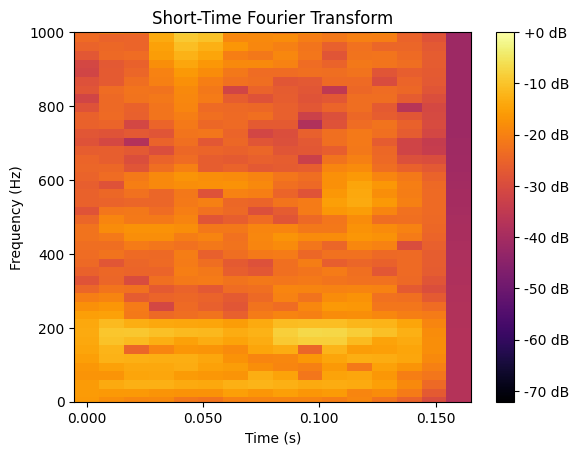 Short-Time Fourier Transform
1000
800
600
400
200
0
Frequency (Hz)
0.000
0.050
0.100
0.150
Time (s)
+0 dB
-10 dB
-20 dB
-30 dB
-40 dB
-50 dB
-60 dB
-70 dB